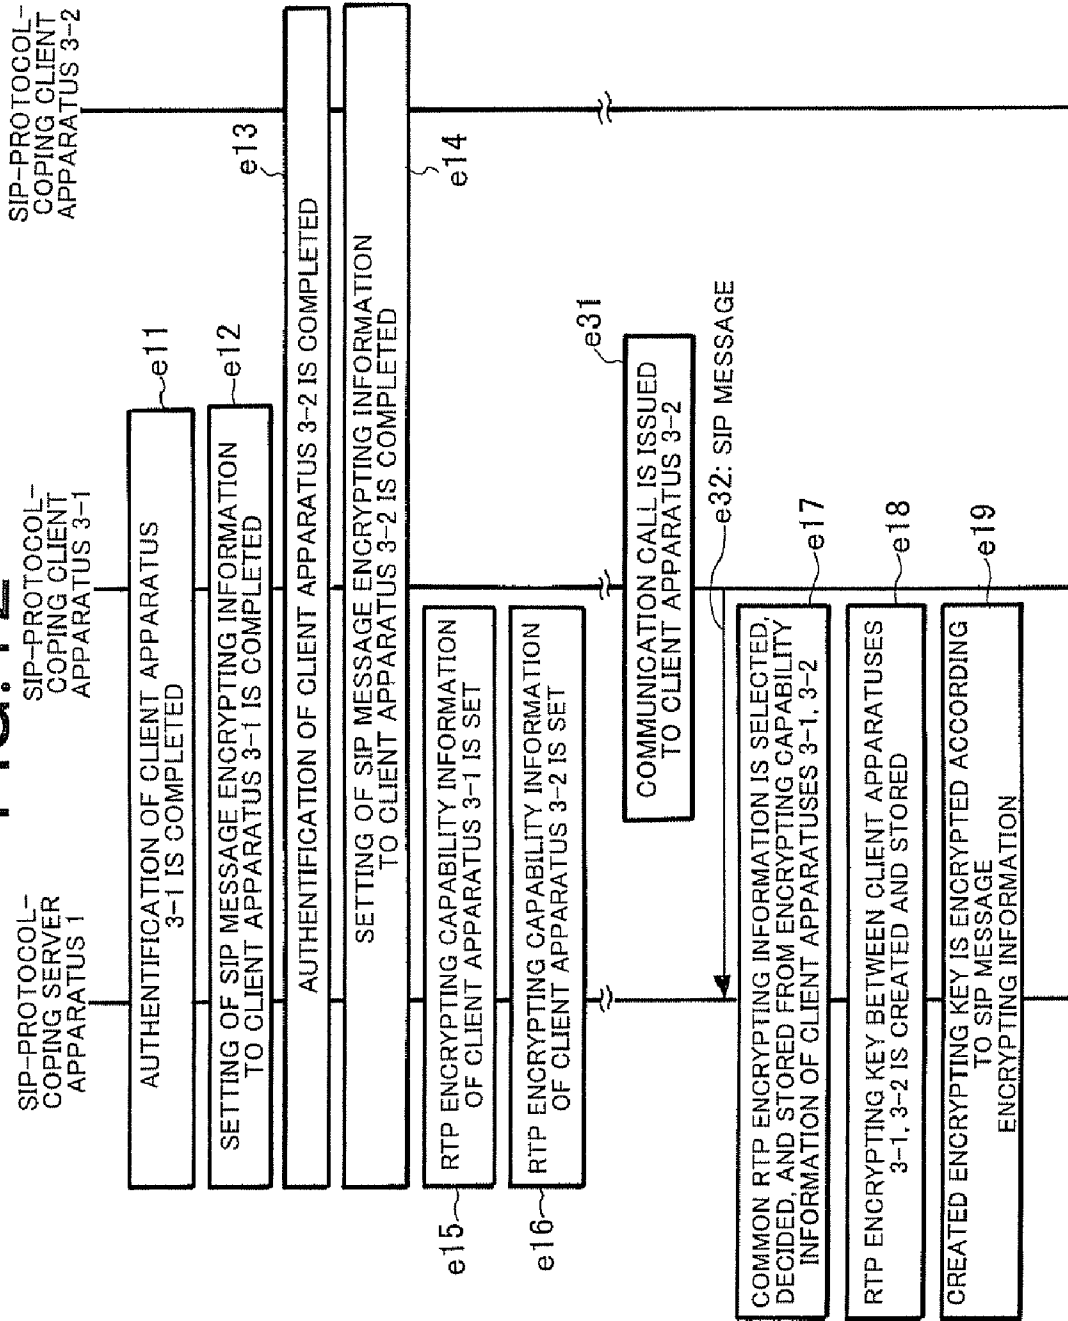 SIP-PROTOCOL-
COPING SERVER
APPARATUS 1
SIP-PROTOCOL-
COPING CLIENT
APPARATUS 3-1
SIP-PROTOCOL-
COPING CLIENT
APPARATUS 3-2
AUTHENTIFICATION OF CLIENT APPARATUS
3-1 IS COMPLETED
e11
SETTING OF SIP MESSAGE ENCRYPTING INFORMATION
TO CLIENT APPARATUS 3-1 IS COMPLETED
e12
AUTHENTIFICATION OF CLIENT APPARATUS 3-2 IS COMPLETED
e13
SETTING OF SIP MESSAGE ENCRYPTING INFORMATION
TO CLIENT APPARATUS 3-2 IS COMPLETED
e14
e15
RTP ENCRYPTING CAPABILITY INFORMATION
OF CLIENT APPARATUS 3-1 IS SET
e16
RTP ENCRYPTING CAPABILITY INFORMATION
OF CLIENT APPARATUS 3-2 IS SET
COMMUNICATION CALL IS ISSUED
TO CLIENT APPARATUS 3-2
e31
e32: SIP MESSAGE
COMMON RTP ENCRYPTING INFORMATION IS SELECTED,
DECIDED, AND STORED FROM ENCRYPTING CAPABILITY
INFORMATION OF CLIENT APPARATUSES 3-1, 3-2
e17
RTP ENCRYPTING KEY BETWEEN CLIENT APPARATUSES
3-1, 3-2 IS CREATED AND STORED
e18
CREATED ENCRYPTING KEY IS ENCRYPTED ACCORDING
TO SIP MESSAGE
ENCRYPTING INFORMATION
e19